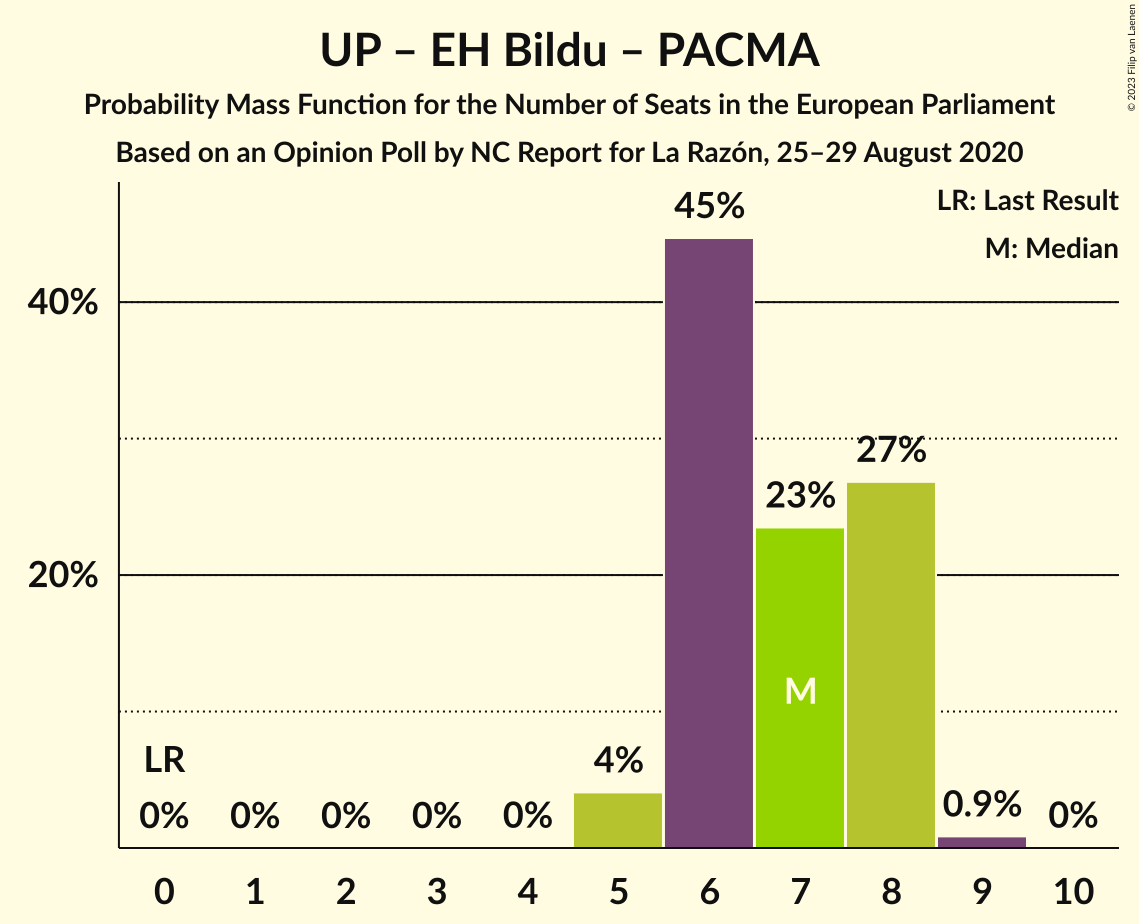 UP – EH Bildu – PACMA
Probability Mass Function for the Number of Seats in the European Parliament
Based on an Opinion Poll by NC Report for La Razón, 25–29 August 2020
© 2023 Filip van Laenen
LR: Last Result
M: Median
45%
40%
27%
23%
20%
M
LR
4%
0% 0% 0% 0% 0% 0.9% 0%
0 1 2 3 4 5 6 7 8 9 10